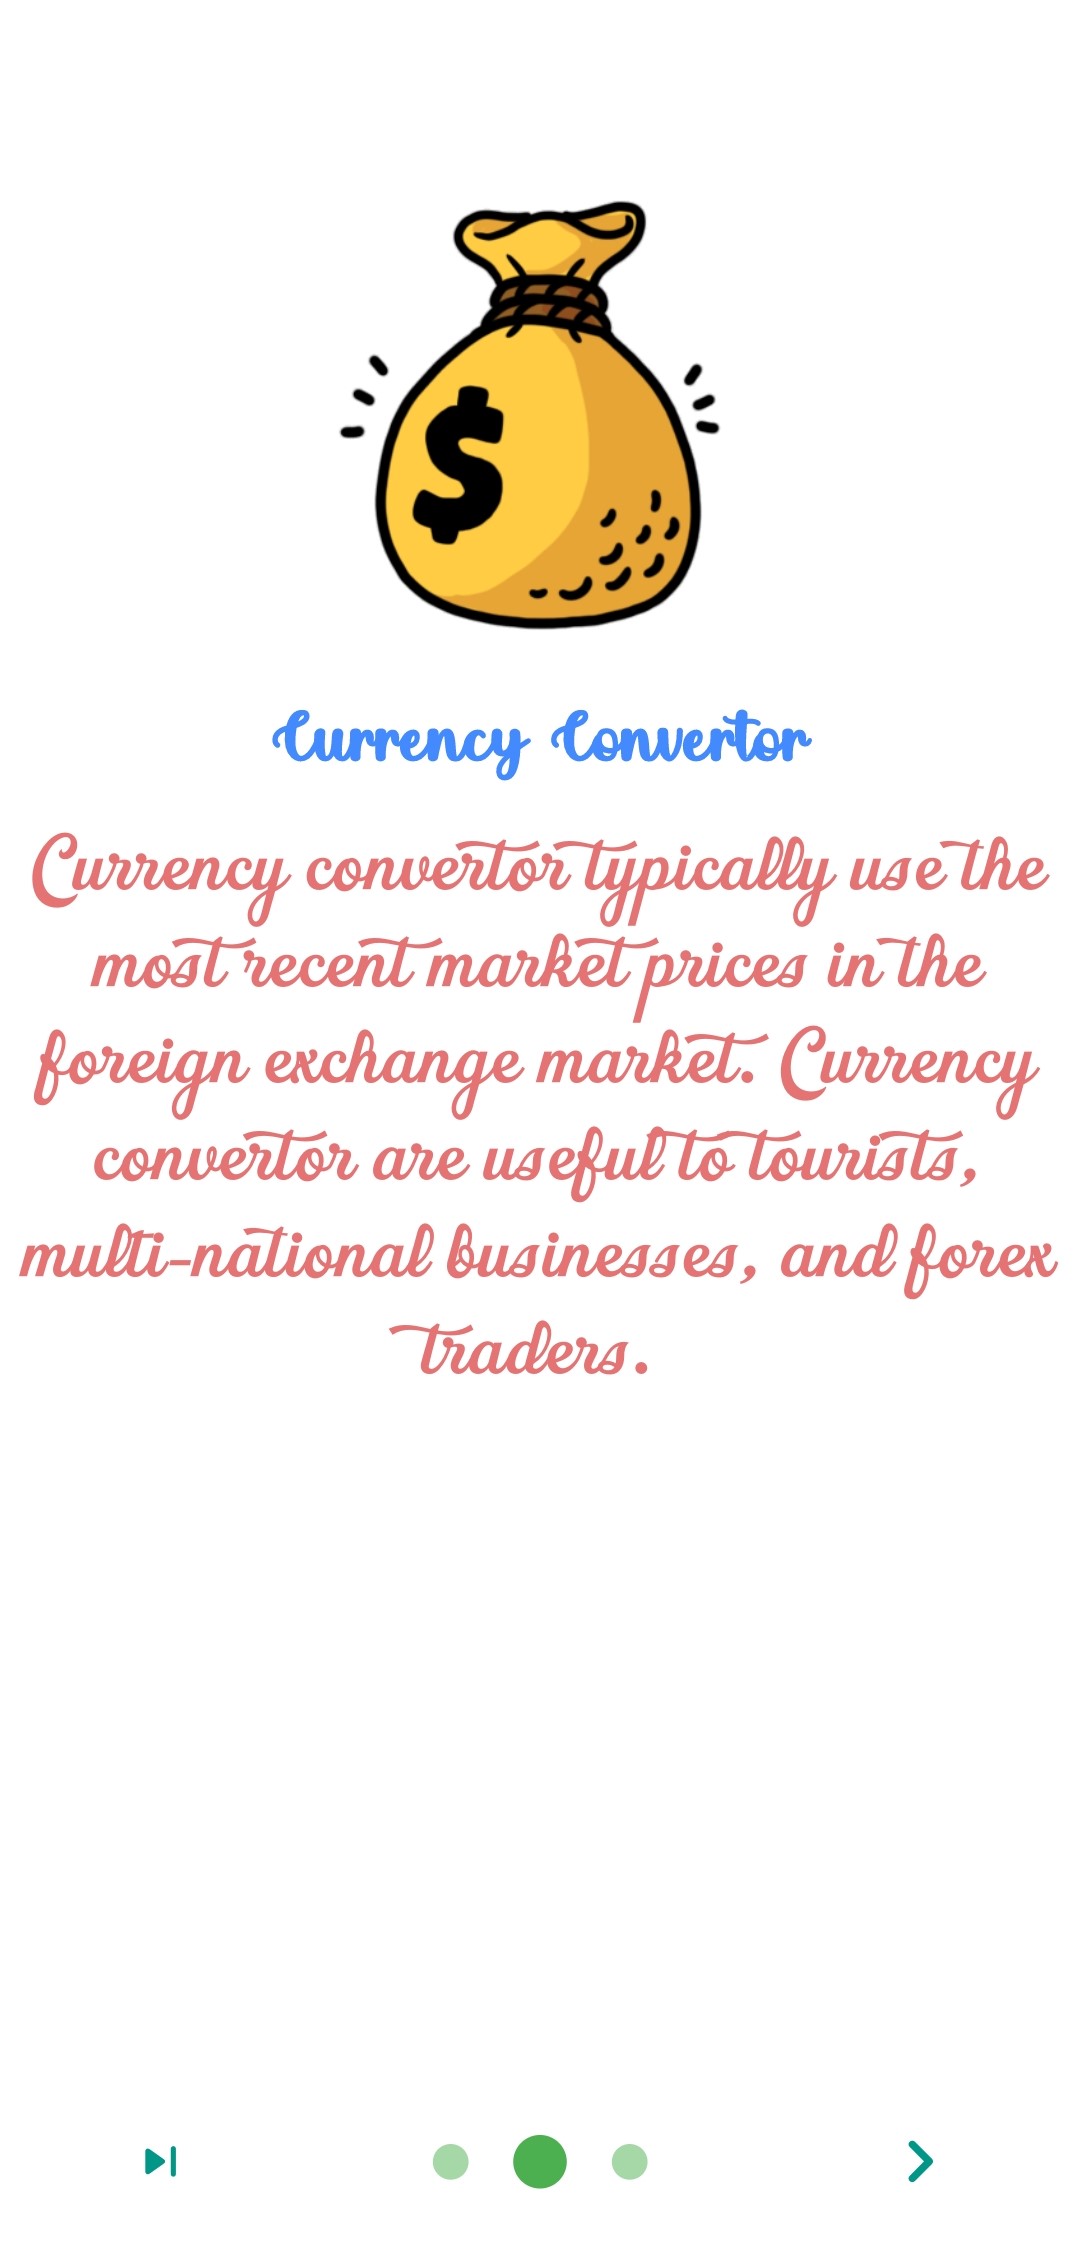 $
Currency Convertor
Currency convertor typically use the
most recent market prices in the
foreign exchange market. Currency
convertor are useful to tourists,
multi-national businesses, and forex
traders.